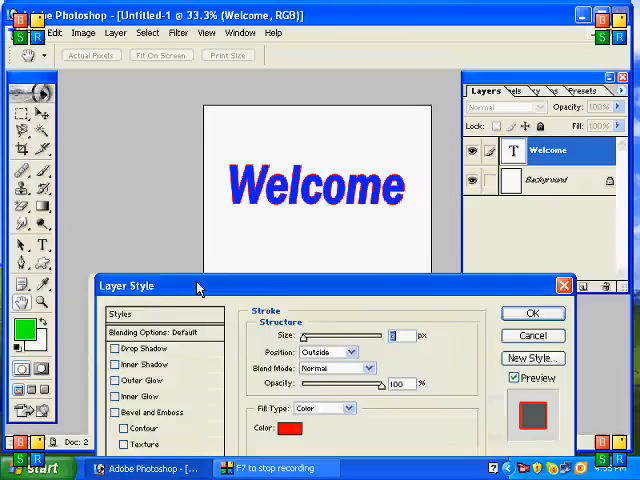 Adobe Photoshop - [Untitled-1 @ 33.3% (Welcome, RGB)]
Edit Image Layer Select Filter View Window Help
Actual Pixels Fit On Screen Print Size
Layers Presets
Normal Opacity: 100%
Lock: Fill: 100%
T Welcome
Background
Welcome
Layer Style
Styles
Blending Options: Default
Drop Shadow
Inner Shadow
Outer Glow
Inner Glow
Bevel and Emboss
Contour
Texture
Stroke
Structure
Size: 3 px
Position: Outside
Blend Mode: Normal
Opacity: 100 %
Fill Type: Color
Color:
OK
Cancel
New Style...
Preview
Doc: 2
start Adobe Photoshop - [... F7 to stop recording